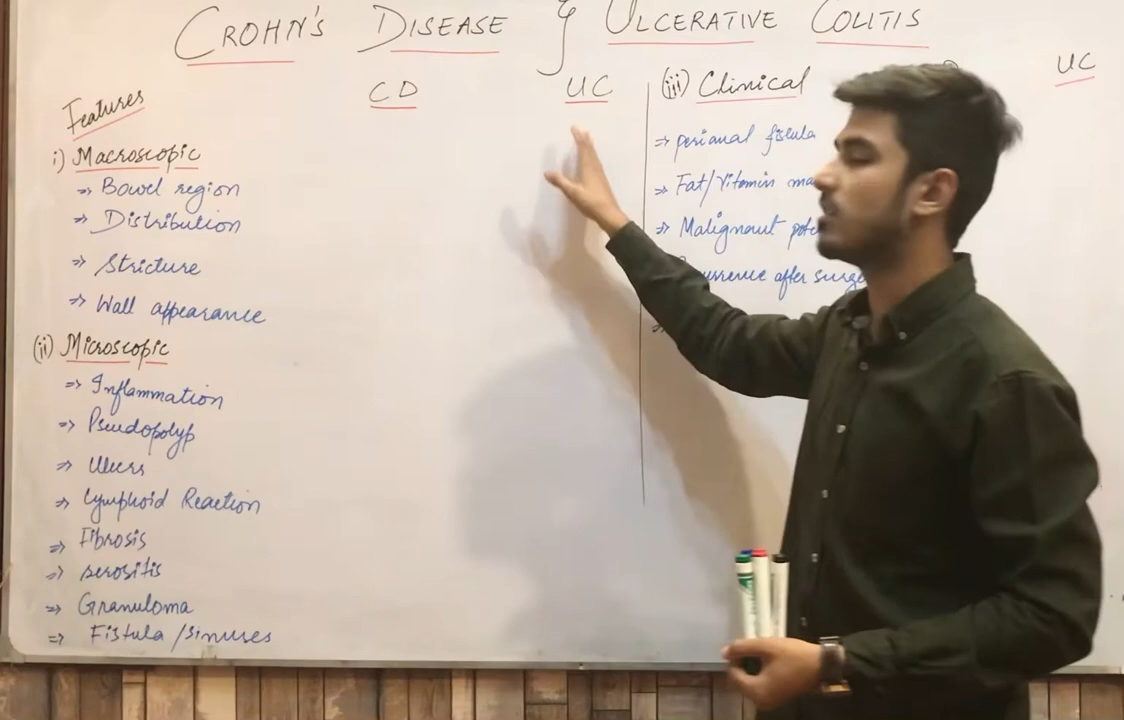 CROHN'S DISEASE & ULCERATIVE COLITIS
Features
CD
UC
i) Macroscopic
=> Bowel region
=> Distribution
=> Stricture
=> Wall appearance
(ii) Microscopic
=> Inflammation
=> Pseudopolyp
=> Ulcers
=> Lymphoid Reaction
=> Fibrosis
=> serositis
=> Granuloma
=> Fistula/sinuses
(iii) Clinical
UC
=> perianal fistula
=> Fat/Vitamin
=> Malignant
after